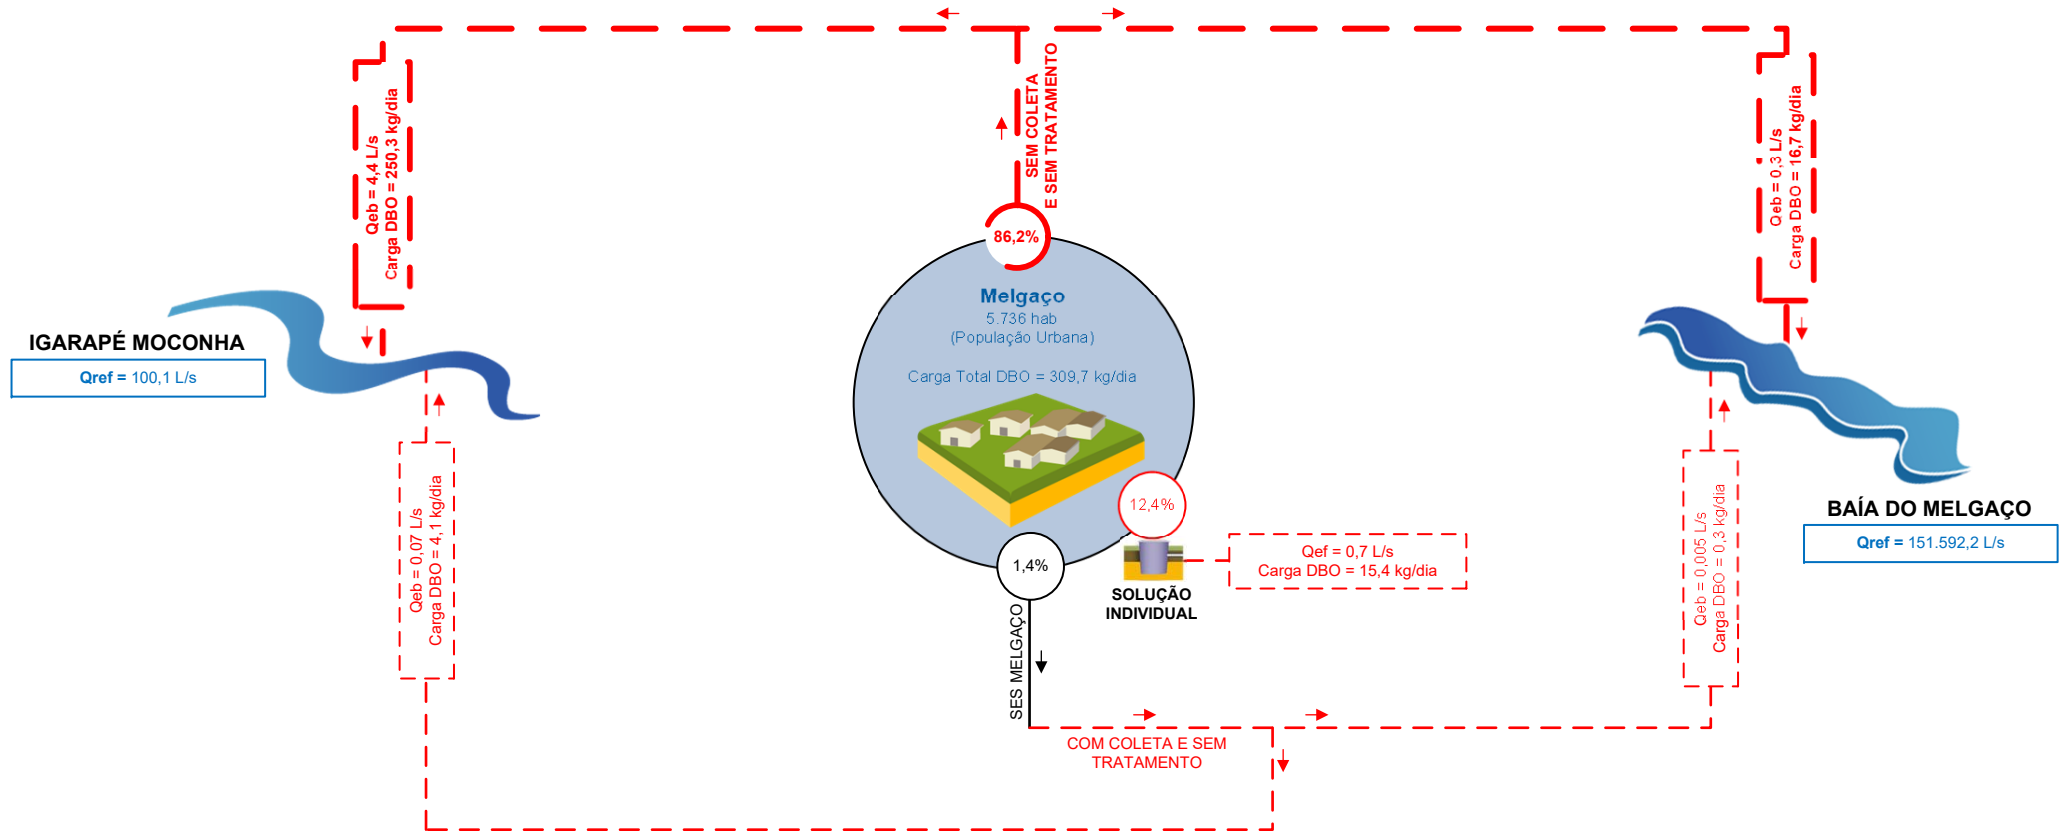 SEM COLETA
E SEM TRATAMENTO
Qeb = 4,4 L/s
Carga DBO = 250,3 kg/dia
Qeb = 0,3 L/s
Carga DBO = 16,7 kg/dia
86,2%
Melgaço
5.736 hab
(População Urbana)
Carga Total DBO = 309,7 kg/dia
IGARAPÉ MOCONHA
Qref = 100,1 L/s
BAÍA DO MELGAÇO
Qref = 151.592,2 L/s
12,4%
Qef = 0,7 L/s
Carga DBO = 15,4 kg/dia
SOLUÇÃO
INDIVIDUAL
1,4%
SES MELGAÇO
Qeb = 0,07 L/s
Carga DBO = 4,1 kg/dia
Qeb = 0,005 L/s
Carga DBO = 0,3 kg/dia
COM COLETA E SEM
TRATAMENTO